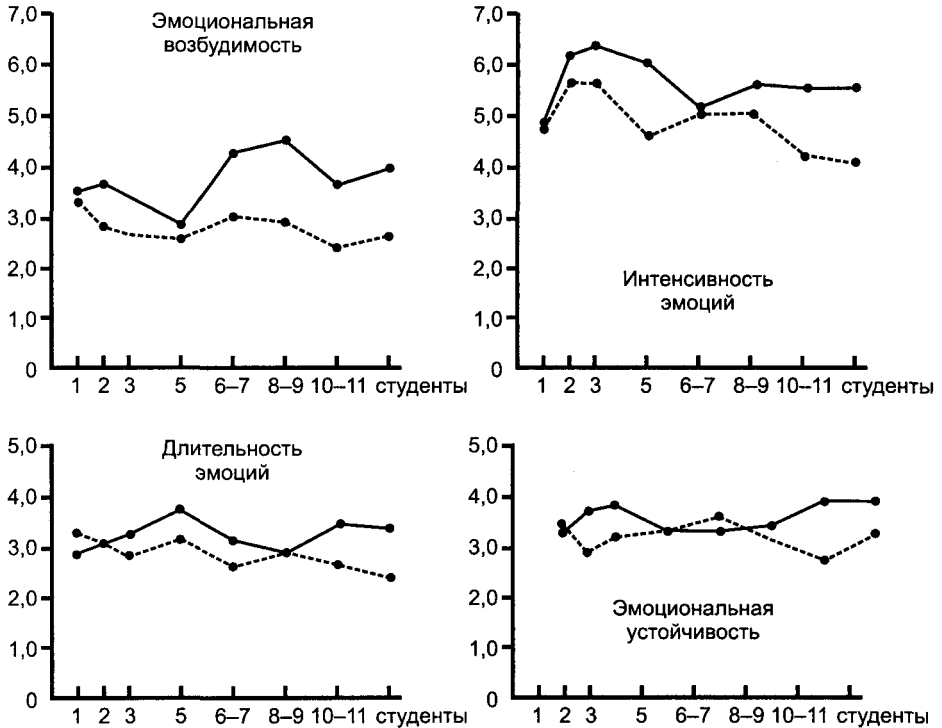 Эмоциональная
возбудимость
7,0
6,0
5,0
4,0
3,0
2,0
1,0
0
1 2 3 5 6–7 8–9 10–11 студенты
Интенсивность
эмоций
7,0
6,0
5,0
4,0
3,0
2,0
1,0
0
1 2 3 5 6–7 8–9 10–11 студенты
Длительность
эмоций
5,0
4,0
3,0
2,0
1,0
0
1 2 3 5 6–7 8–9 10–11 студенты
Эмоциональная
устойчивость
5,0
4,0
3,0
2,0
1,0
0
1 2 3 5 6–7 8–9 10–11 студенты